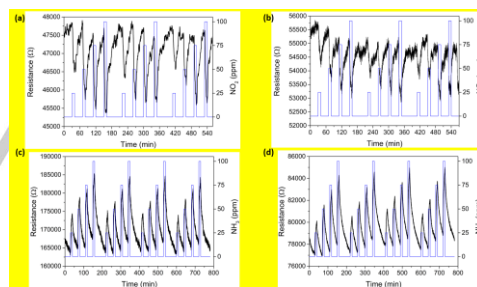 (a)
48000
47500
47000
46500
46000
45500
45000
Resistance (Ω)
100
75
50
25
0
NO₂ (ppm)
0 60 120 180 240 300 360 420 480 540
Time (min)
(b)
56000
55500
55000
54500
54000
53500
53000
52500
52000
Resistance (Ω)
100
75
50
25
0
NO₂ (ppm)
0 60 120 180 240 300 360 420 480 540
Time (min)
(c)
190000
185000
180000
175000
170000
165000
160000
Resistance (Ω)
100
75
50
25
0
NH₃ (ppm)
0 100 200 300 400 500 600 700 800
Time (min)
(d)
86000
84000
82000
80000
78000
76000
Resistance (Ω)
100
75
50
25
0
NH₃ (ppm)
0 100 200 300 400 500 600 700 800
Time (min)